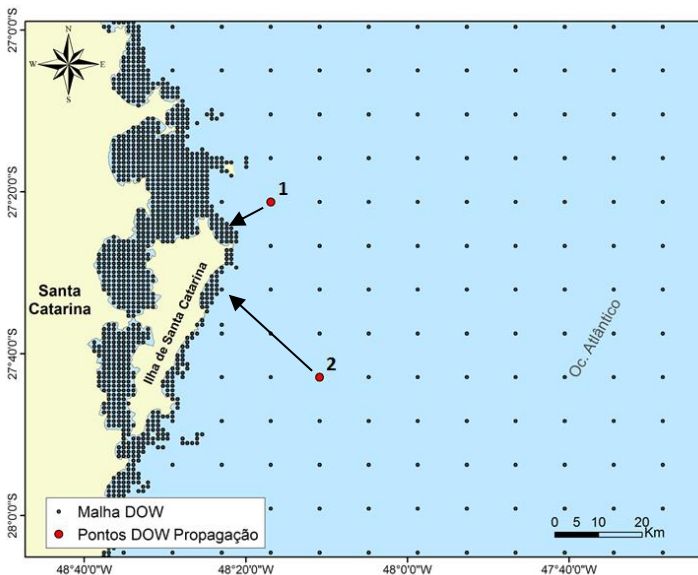 27°0'0"S
27°20'0"S
27°40'0"S
28°0'0"S
N
W
E
S
1
2
Santa
Catarina
Ilha de Santa Catarina
Oc. Atlântico
Malha DOW
Pontos DOW Propagação
0 5 10 20
Km
48°40'0"W
48°20'0"W
48°0'0"W
47°40'0"W